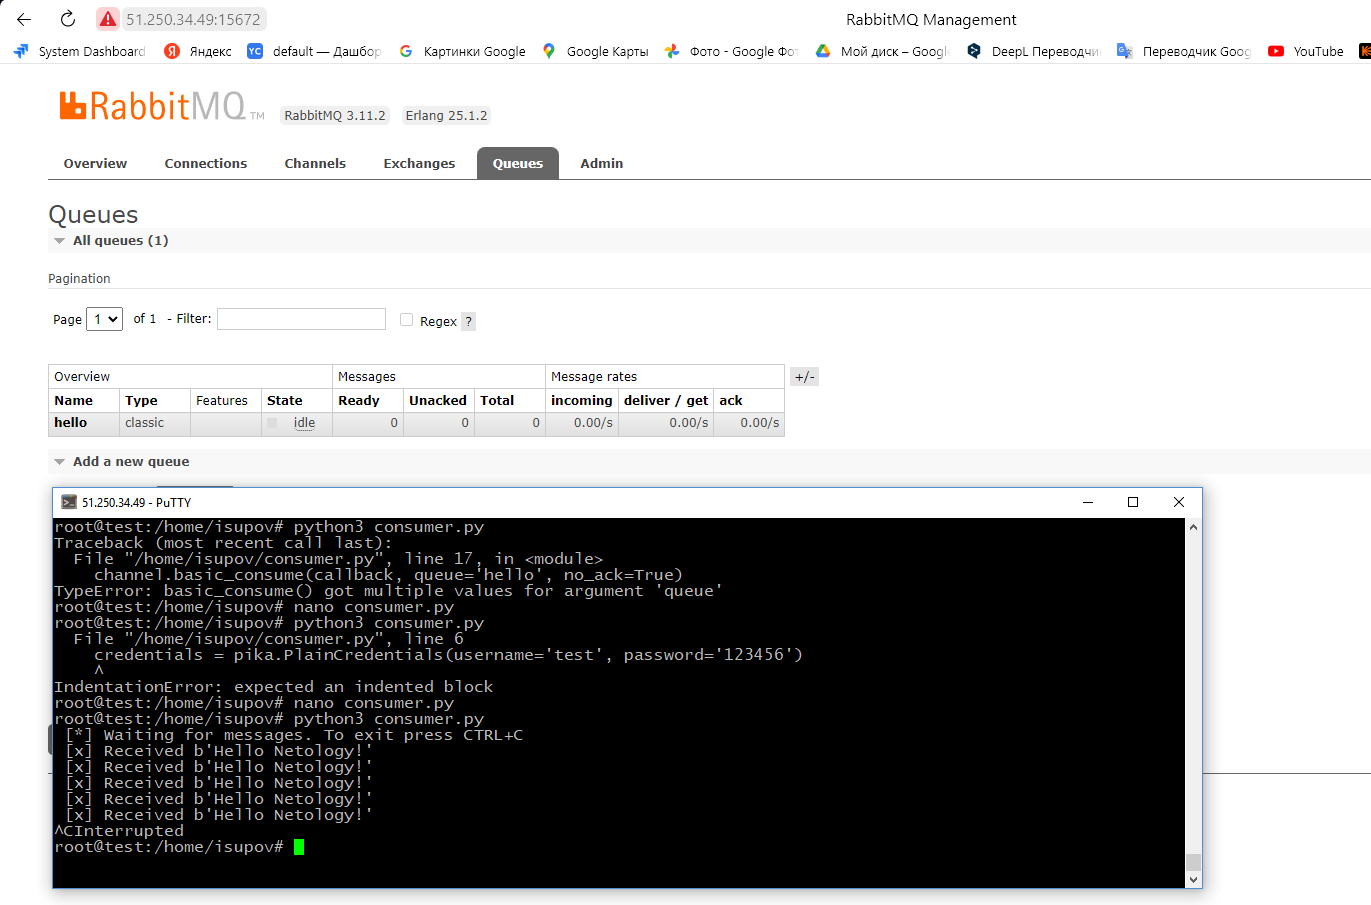 51.250.34.49:15672
RabbitMQ Management
System Dashboard
Яндекс
default — Дашбор
Картинки Google
Google Карты
Фото - Google Фот
Мой диск – Google
DeepL Переводчи
Переводчик Goog
YouTube
RabbitMQ TM
RabbitMQ 3.11.2
Erlang 25.1.2
Overview
Connections
Channels
Exchanges
Queues
Admin
Queues
All queues (1)
Pagination
Page 1 of 1 - Filter:
Regex ?
Overview Messages Message rates +/-
Name Type Features State Ready Unacked Total incoming deliver / get ack
hello classic idle 0 0 0 0.00/s 0.00/s 0.00/s
Add a new queue
51.250.34.49 - PuTTY
root@test:/home/isupov# python3 consumer.py
Traceback (most recent call last):
  File "/home/isupov/consumer.py", line 17, in <module>
    channel.basic_consume(callback, queue='hello', no_ack=True)
TypeError: basic_consume() got multiple values for argument 'queue'
root@test:/home/isupov# nano consumer.py
root@test:/home/isupov# python3 consumer.py
  File "/home/isupov/consumer.py", line 6
    credentials = pika.PlainCredentials(username='test', password='123456')
    ^
IndentationError: expected an indented block
root@test:/home/isupov# nano consumer.py
root@test:/home/isupov# python3 consumer.py
 [*] Waiting for messages. To exit press CTRL+C
 [x] Received b'Hello Netology!'
 [x] Received b'Hello Netology!'
 [x] Received b'Hello Netology!'
 [x] Received b'Hello Netology!'
 [x] Received b'Hello Netology!'
^CInterrupted
root@test:/home/isupov#